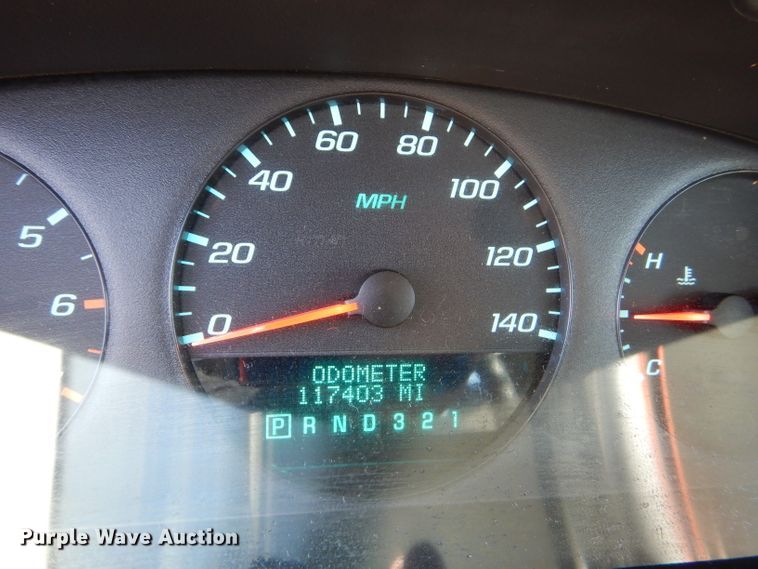 60
80
40
100
MPH
5
20
120
H
6
0
140
C
ODOMETER
117403 MI
P R N D 3 2 1
Purple Wave Auction